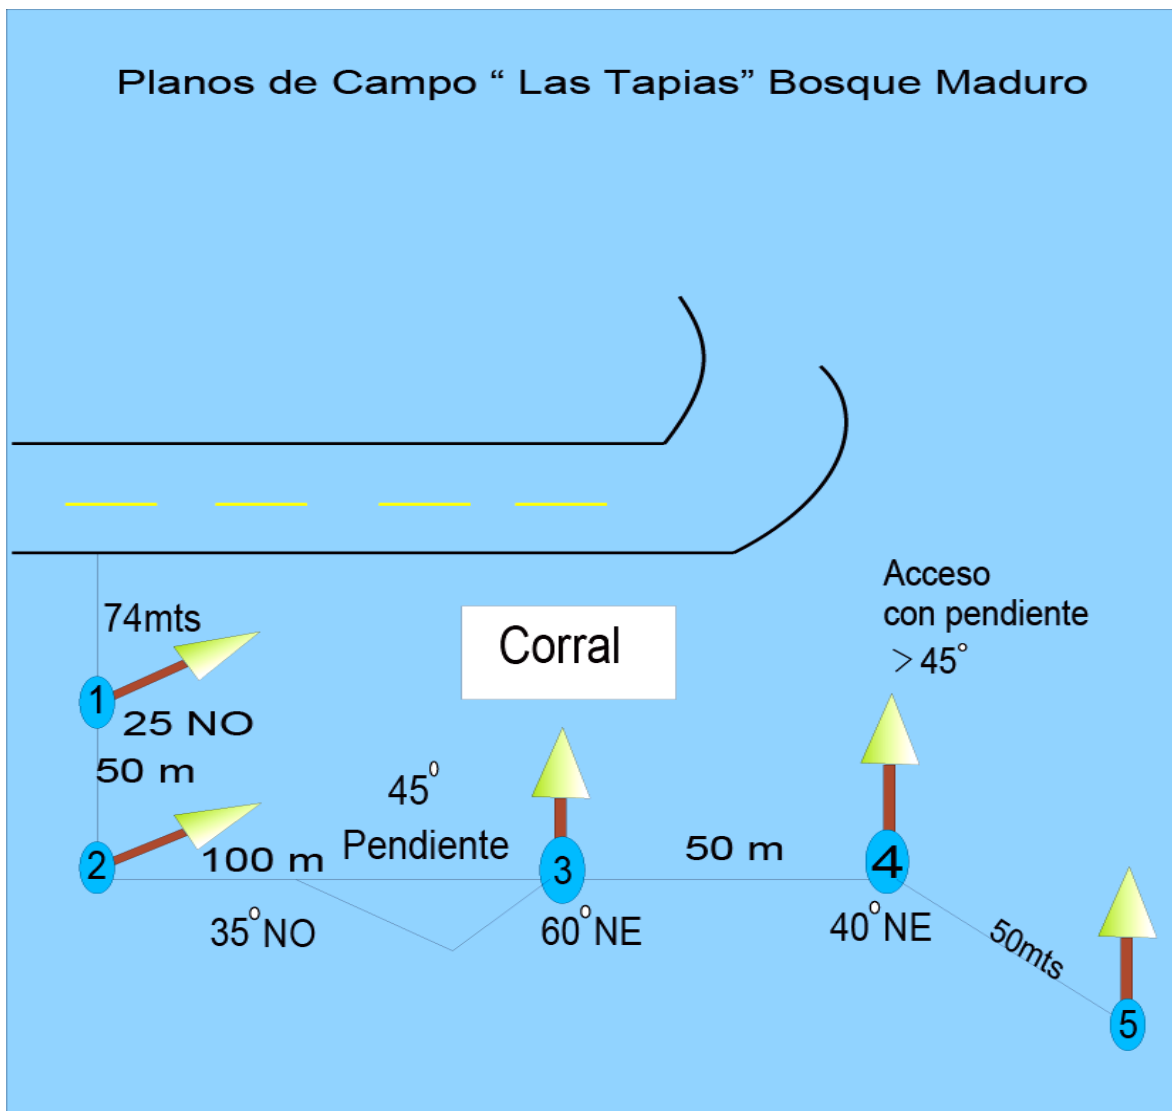 Planos de Campo “ Las Tapias” Bosque Maduro
74mts
Corral
Acceso
con pendiente
> 45°
1
25 NO
50 m
45°
Pendiente
2
100 m
3
50 m
4
35°NO
60°NE
40°NE
50mts
5